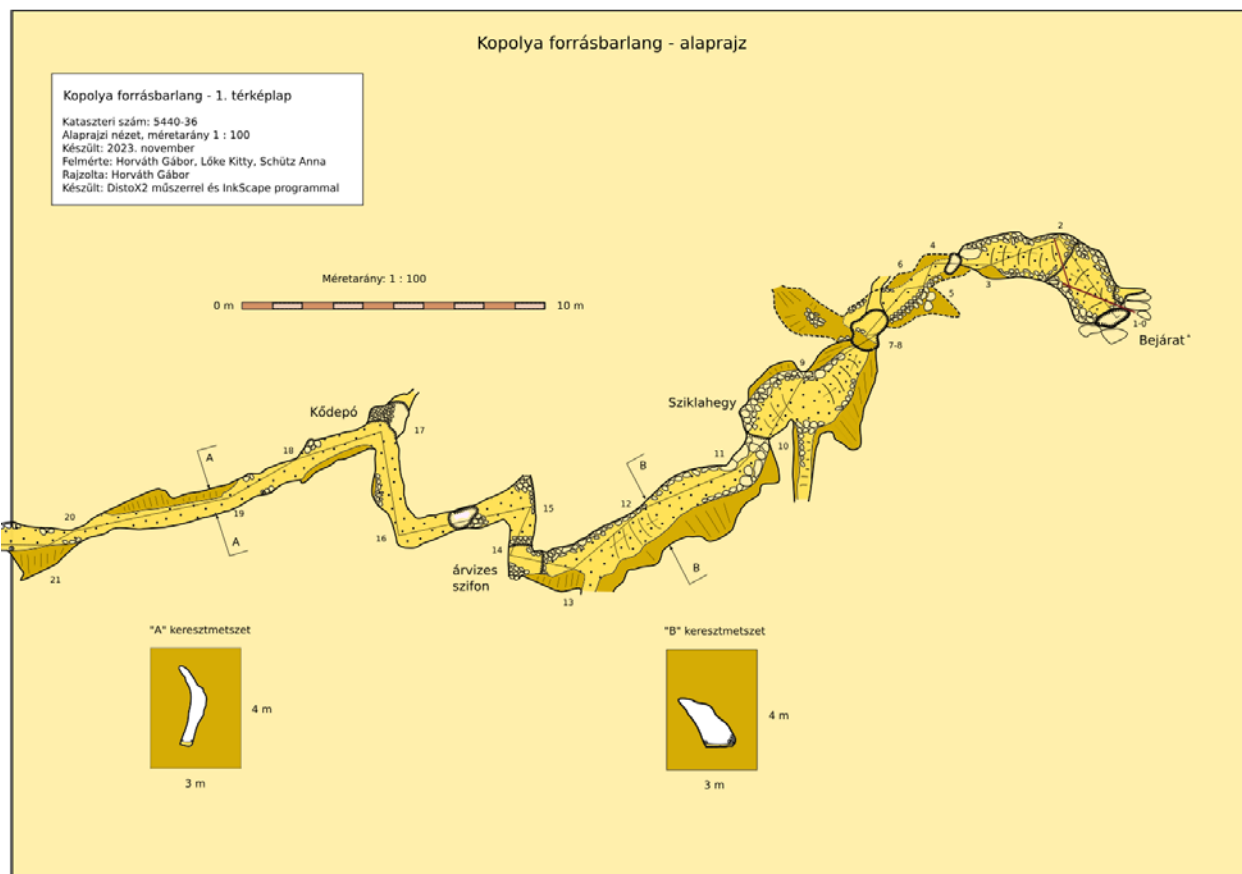 Kopolya forrásbarlang - alaprajz
Kopolya forrásbarlang - 1. térképlap
Kataszteri szám: 5440-36
Alaprajzi nézet, méretarány 1 : 100
Készült: 2023. november
Felmérte: Horváth Gábor, Lőke Kitty, Schütz Anna
Rajzolta: Horváth Gábor
Készült: DistoX2 műszerrel és InkScape programmal
Méretarány: 1 : 100
0 m
10 m
2
4
6
3
5
1-0
Bejárat
7-8
9
Sziklahegy
10
11
B
12
B
13
14
árvizes
szifon
15
16
Kődepó
17
18
A
19
A
20
21
"A" keresztmetszet
4 m
3 m
"B" keresztmetszet
4 m
3 m